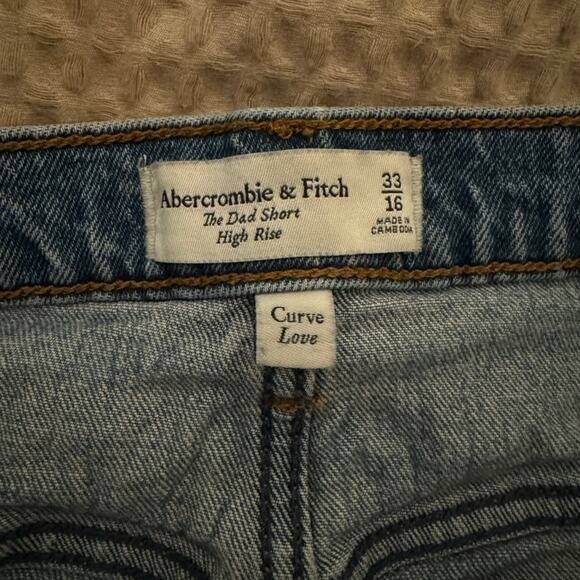 Abercrombie & Fitch
The Dad Short
High Rise
33
16
MADE IN
CAMBODIA
Curve
Love